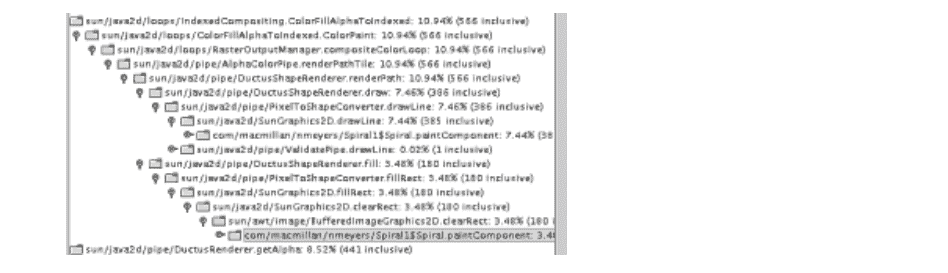 sun/java2d/loops/IndexedCompositing.ColorFillAlphaToIndexed: 10.94% (566 inclusive)
sun/java2d/loops/ColorFillAlphaToIndexed.ColorPaint: 10.94% (566 inclusive)
sun/java2d/loops/RasterOutputManager.compositeColorLoop: 10.94% (566 inclusive)
sun/java2d/pipe/AlphaColorPipe.renderPathTile: 10.94% (566 inclusive)
sun/java2d/pipe/DuctusShapeRenderer.renderPath: 10.94% (566 inclusive)
sun/java2d/pipe/DuctusShapeRenderer.draw: 7.46% (386 inclusive)
sun/java2d/pipe/PixelToShapeConverter.drawLine: 7.46% (386 inclusive)
sun/java2d/SunGraphics2D.drawLine: 7.44% (385 inclusive)
com/macmillan/nmeyers/Spiral1$Spiral.paintComponent: 7.44% (38
sun/java2d/pipe/ValidatePipe.drawLine: 0.02% (1 inclusive)
sun/java2d/pipe/DuctusShapeRenderer.fill: 3.48% (180 inclusive)
sun/java2d/pipe/PixelToShapeConverter.fillRect: 3.48% (180 inclusive)
sun/java2d/SunGraphics2D.fillRect: 3.48% (180 inclusive)
sun/java2d/SunGraphics2D.clearRect: 3.48% (180 inclusive)
sun/awt/image/BufferedImageGraphics2D.clearRect: 3.48% (180 i
com/macmillan/nmeyers/Spiral1$Spiral.paintComponent: 3.4
sun/java2d/pipe/DuctusRenderer.getAlpha: 8.52% (441 inclusive)